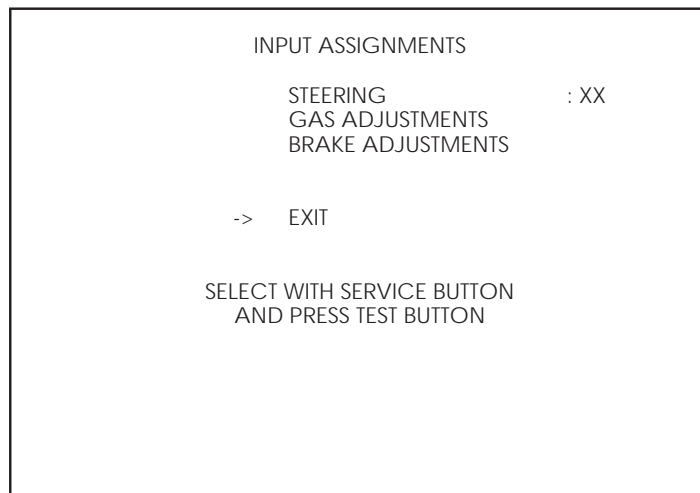 INPUT ASSIGNMENTS
STEERING : XX
GAS ADJUSTMENTS
BRAKE ADJUSTMENTS
-> EXIT
SELECT WITH SERVICE BUTTON
AND PRESS TEST BUTTON